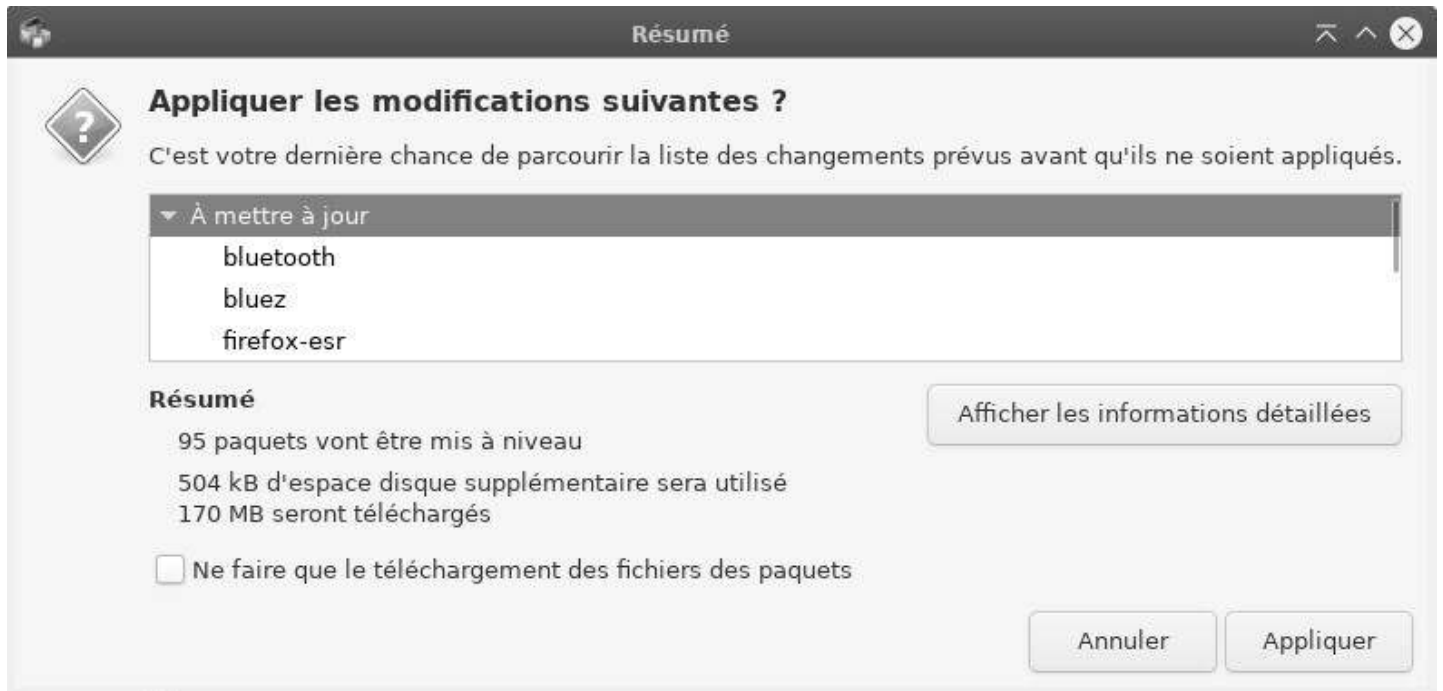 Résumé
Appliquer les modifications suivantes ?
C'est votre dernière chance de parcourir la liste des changements prévus avant qu'ils ne soient appliqués.
À mettre à jour
bluetooth
bluez
firefox-esr
Résumé
Afficher les informations détaillées
95 paquets vont être mis à niveau
504 kB d'espace disque supplémentaire sera utilisé
170 MB seront téléchargés
Ne faire que le téléchargement des fichiers des paquets
Annuler
Appliquer